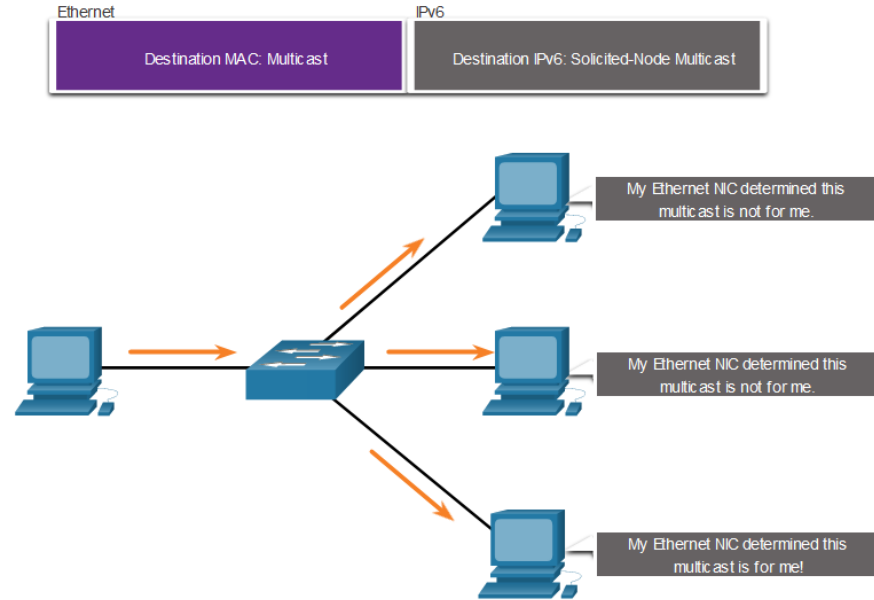 Ethernet
IPv6
Destination MAC: Multicast
Destination IPv6: Solicited-Node Multicast
My Ethernet NIC determined this
multicast is not for me.
My Ethernet NIC determined this
multicast is not for me.
My Ethernet NIC determined this
multicast is for me!